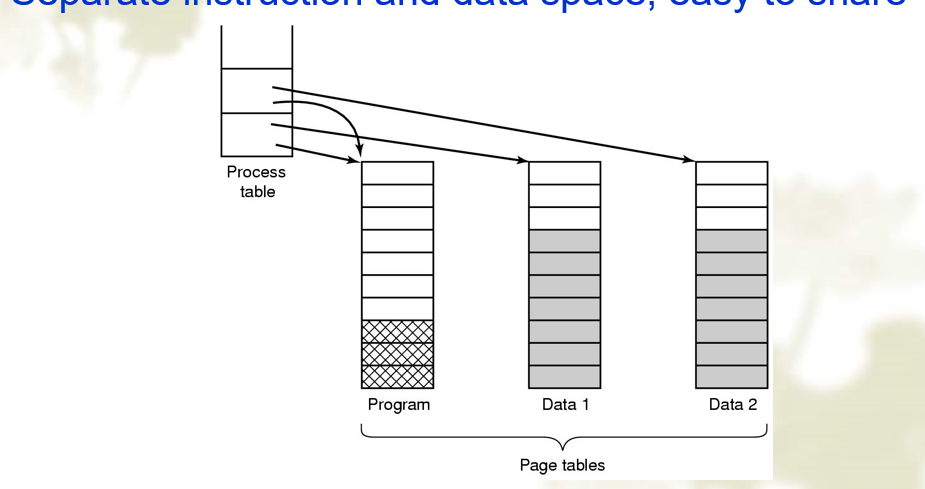 Separate instruction and data space, easy to share
Process
table
Program
Data 1
Data 2
Page tables